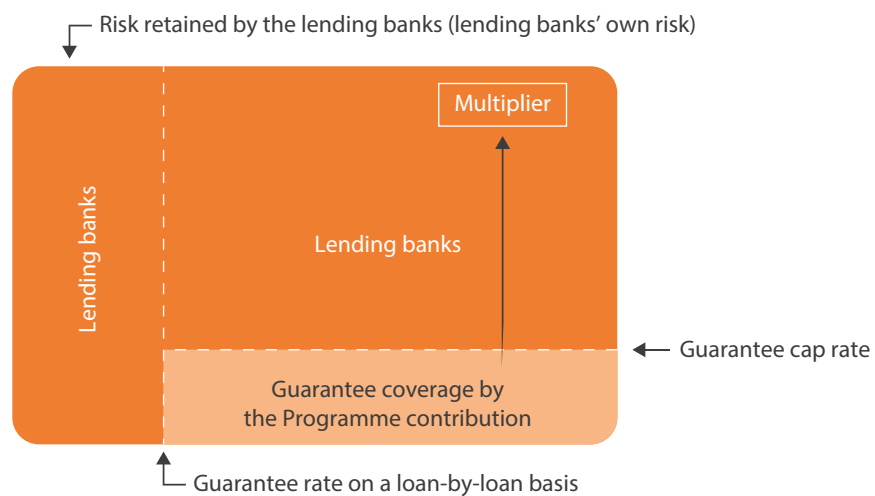 Risk retained by the lending banks (lending banks’ own risk)
Multiplier
Lending banks
Lending banks
Guarantee cap rate
Guarantee coverage by
the Programme contribution
Guarantee rate on a loan-by-loan basis